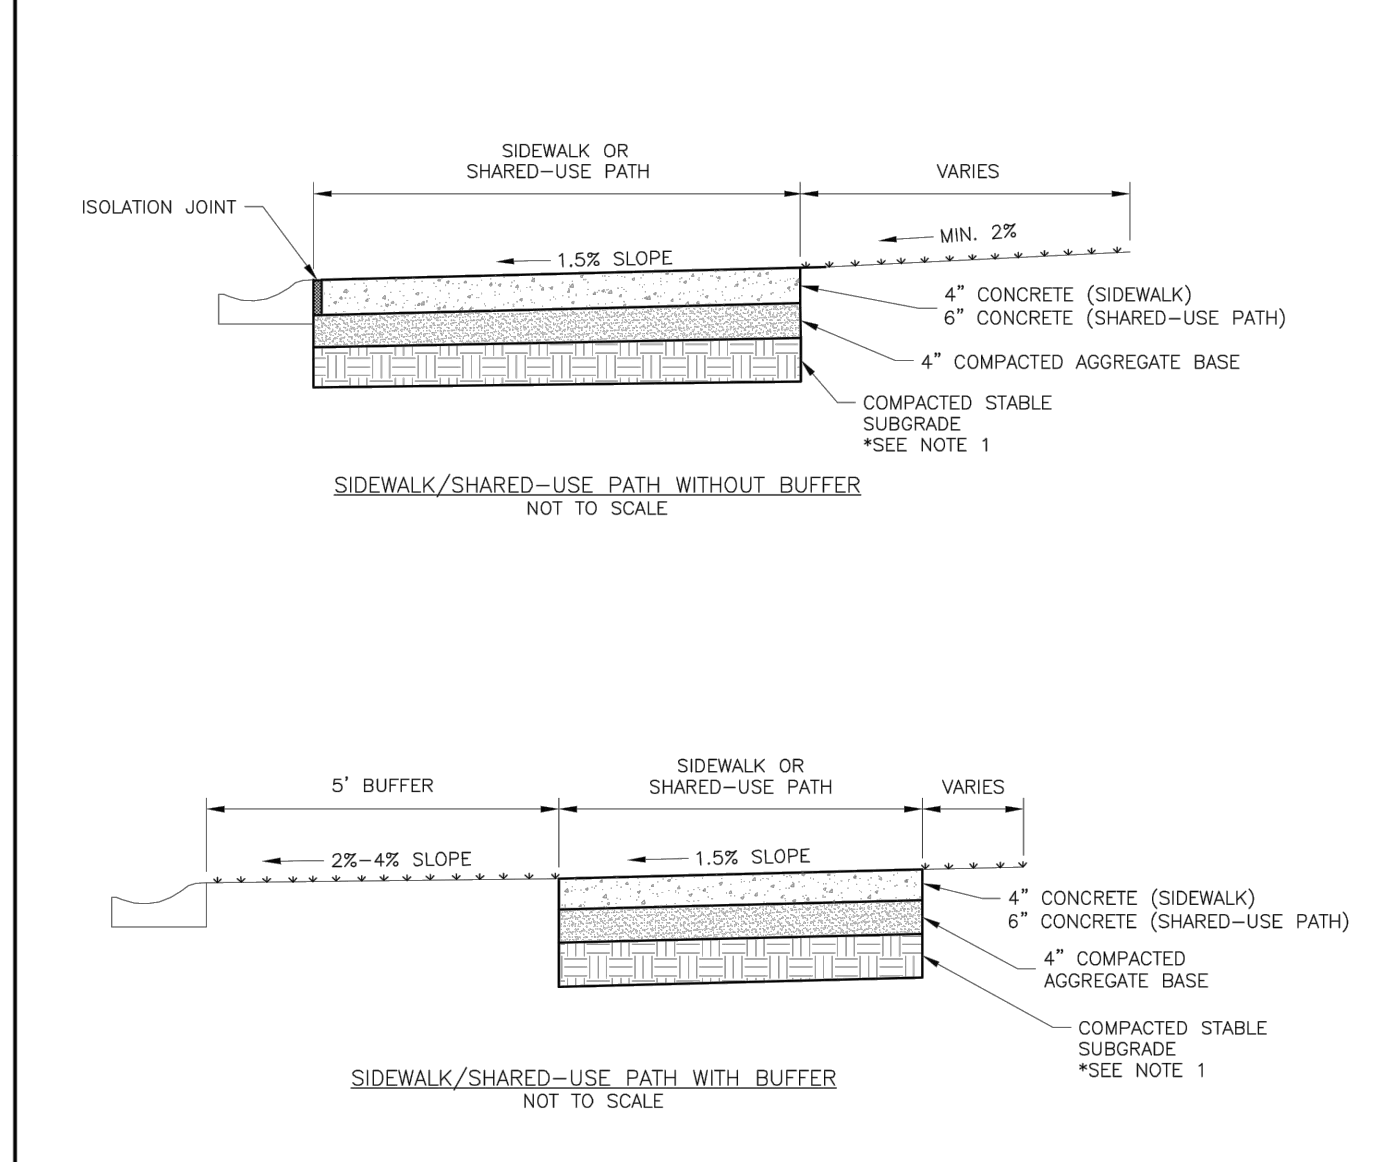 SIDEWALK OR
SHARED-USE PATH
VARIES
ISOLATION JOINT
MIN. 2%
1.5% SLOPE
4" CONCRETE (SIDEWALK)
6" CONCRETE (SHARED-USE PATH)
4" COMPACTED AGGREGATE BASE
COMPACTED STABLE
SUBGRADE
*SEE NOTE 1
SIDEWALK/SHARED-USE PATH WITHOUT BUFFER
NOT TO SCALE
5' BUFFER
SIDEWALK OR
SHARED-USE PATH
VARIES
2%-4% SLOPE
1.5% SLOPE
4" CONCRETE (SIDEWALK)
6" CONCRETE (SHARED-USE PATH)
4" COMPACTED
AGGREGATE BASE
COMPACTED STABLE
SUBGRADE
*SEE NOTE 1
SIDEWALK/SHARED-USE PATH WITH BUFFER
NOT TO SCALE